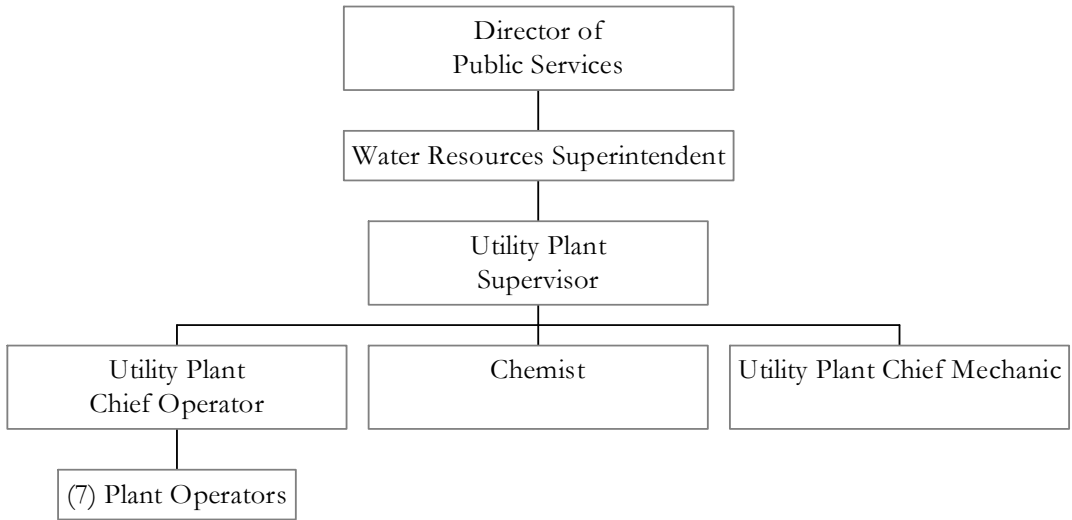 Director of
Public Services
Water Resources Superintendent
Utility Plant
Supervisor
Utility Plant
Chief Operator
Chemist
Utility Plant Chief Mechanic
(7) Plant Operators